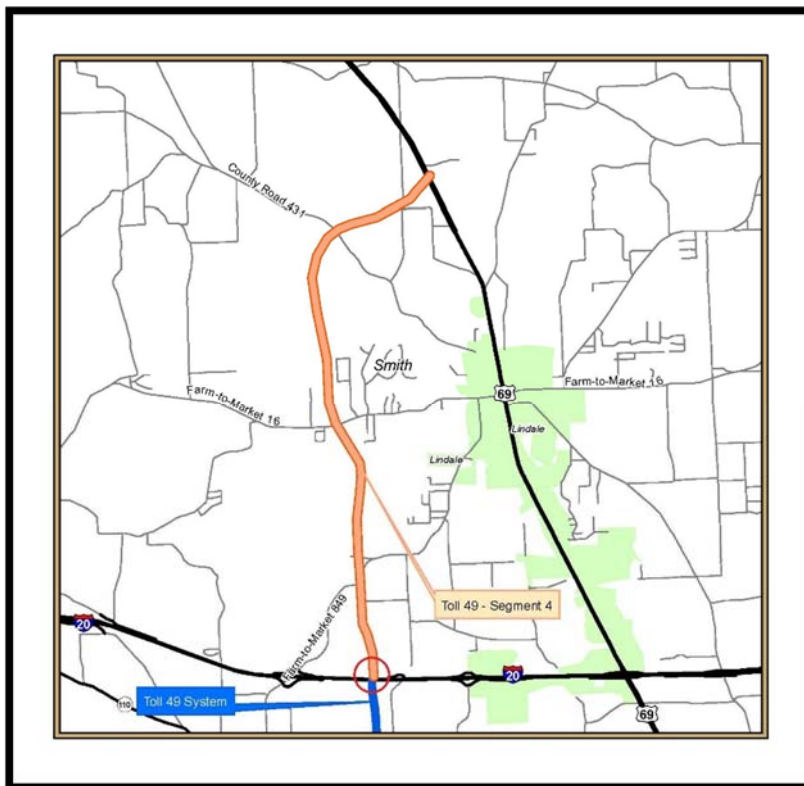 County Road 431
Smith
69
Farm-to-Market 16
Farm-to-Market 16
Lindale
Lindale
Toll 49 - Segment 4
Farm-to-Market 849
20
20
110
Toll 49 System
69